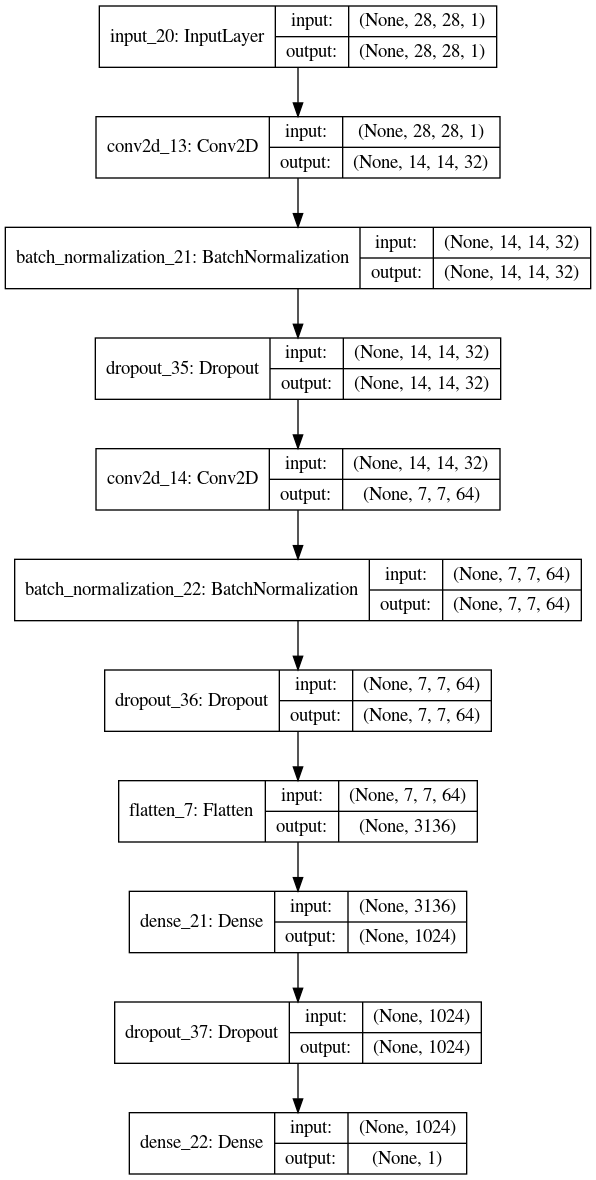 input_20: InputLayer
input: (None, 28, 28, 1)
output: (None, 28, 28, 1)
conv2d_13: Conv2D
input: (None, 28, 28, 1)
output: (None, 14, 14, 32)
batch_normalization_21: BatchNormalization
input: (None, 14, 14, 32)
output: (None, 14, 14, 32)
dropout_35: Dropout
input: (None, 14, 14, 32)
output: (None, 14, 14, 32)
conv2d_14: Conv2D
input: (None, 14, 14, 32)
output: (None, 7, 7, 64)
batch_normalization_22: BatchNormalization
input: (None, 7, 7, 64)
output: (None, 7, 7, 64)
dropout_36: Dropout
input: (None, 7, 7, 64)
output: (None, 7, 7, 64)
flatten_7: Flatten
input: (None, 7, 7, 64)
output: (None, 3136)
dense_21: Dense
input: (None, 3136)
output: (None, 1024)
dropout_37: Dropout
input: (None, 1024)
output: (None, 1024)
dense_22: Dense
input: (None, 1024)
output: (None, 1)